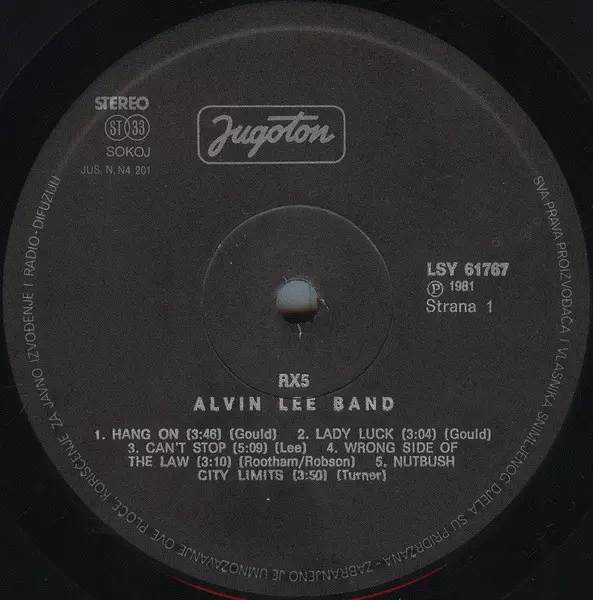 STEREO
ST 33
SOKOJ
JUS. N. N4 201
Jugoton
LSY 61767
Ⓟ 1981
Strana 1
RX5
ALVIN LEE BAND
1. HANG ON (3:46) (Gould) 2. LADY LUCK (3:04) (Gould)
3. CAN'T STOP (5:09) (Lee) 4. WRONG SIDE OF
THE LAW (3:10) (Rootham/Robson) 5. NUTBUSH
CITY LIMITS (3:50) (Turner)
SVA PRAVA PROIZVOĐAČA I VLASNIKA SNIMLJENOG DJELA SU PRIDRŽANA - ZABRANJENO JE UMNOŽAVANJE OVE PLOČE, KORIŠĆENJE ZA JAVNO IZVOĐENJE I RADIO-DIFUZIJU